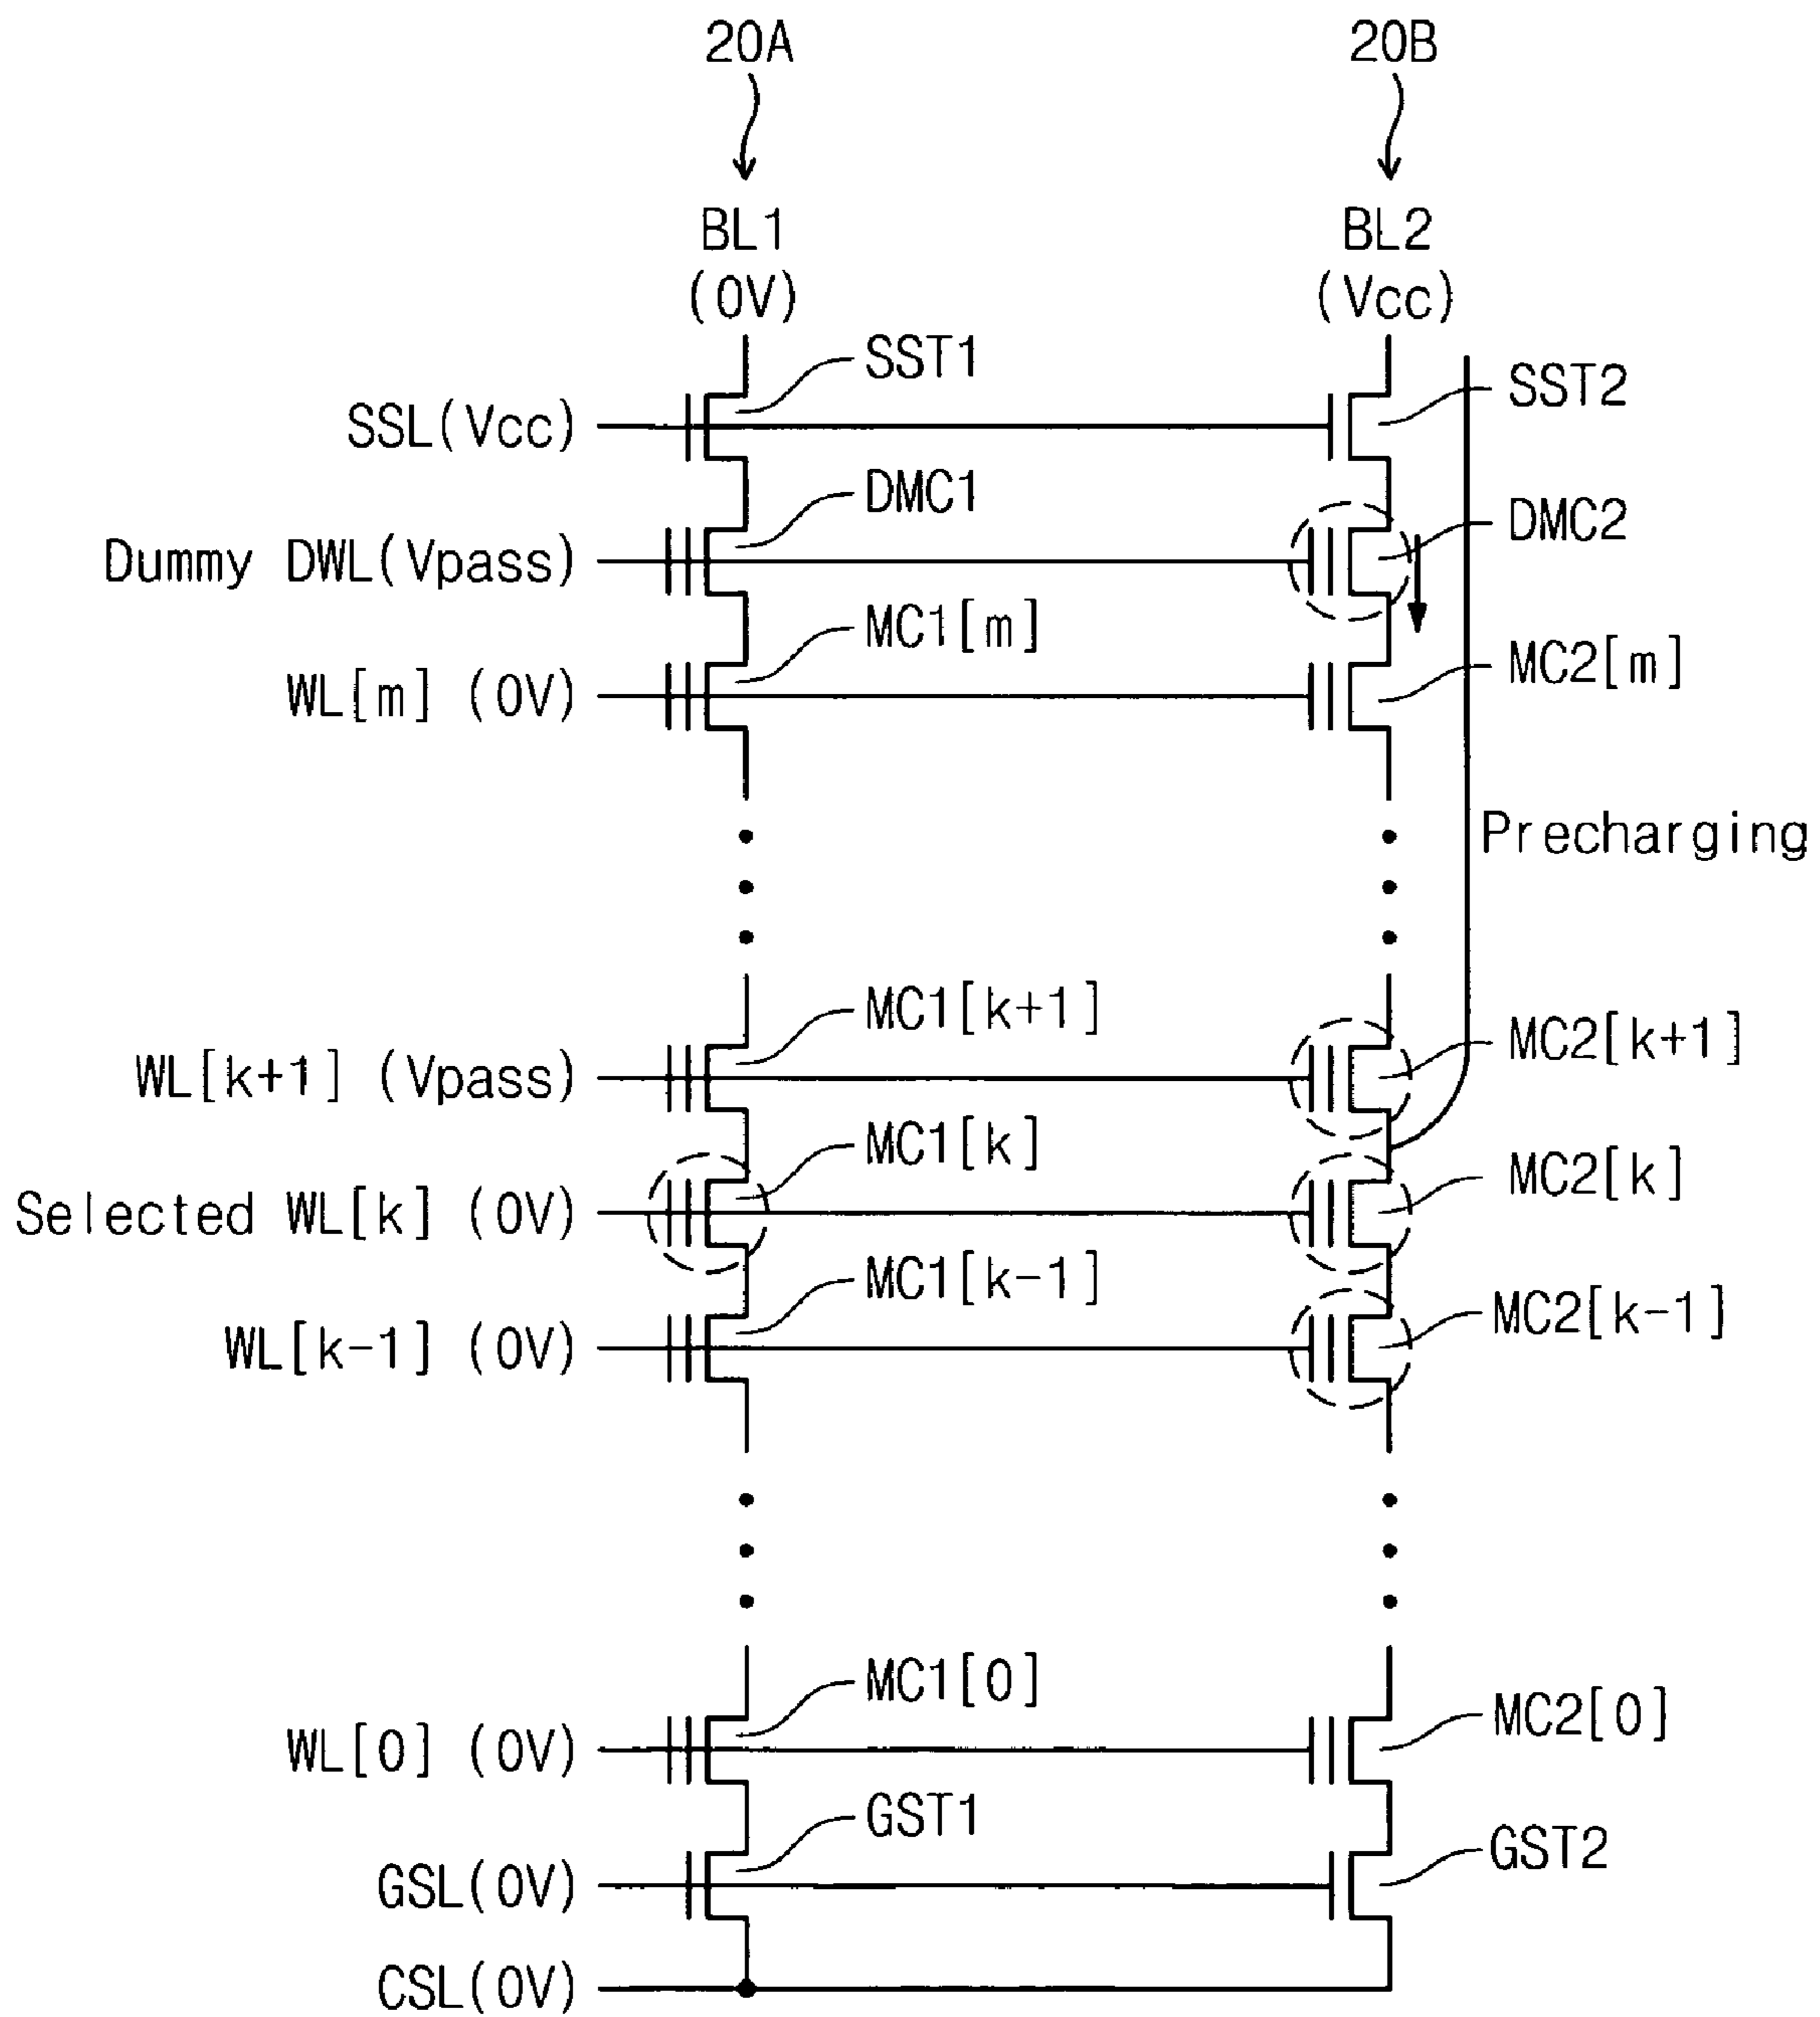 20A 20B
BL1 BL2
(0V) (Vcc)
SST1
SST2
SSL(Vcc)
DMC1
DMC2
Dummy DWL(Vpass)
MC1[m]
MC2[m]
WL[m] (0V)
Precharging
MC1[k+1]
MC2[k+1]
WL[k+1] (Vpass)
MC1[k]
MC2[k]
Selected WL[k] (0V)
MC1[k-1]
MC2[k-1]
WL[k-1] (0V)
MC1[0]
MC2[0]
WL[0] (0V)
GST1
GST2
GSL(0V)
CSL(0V)